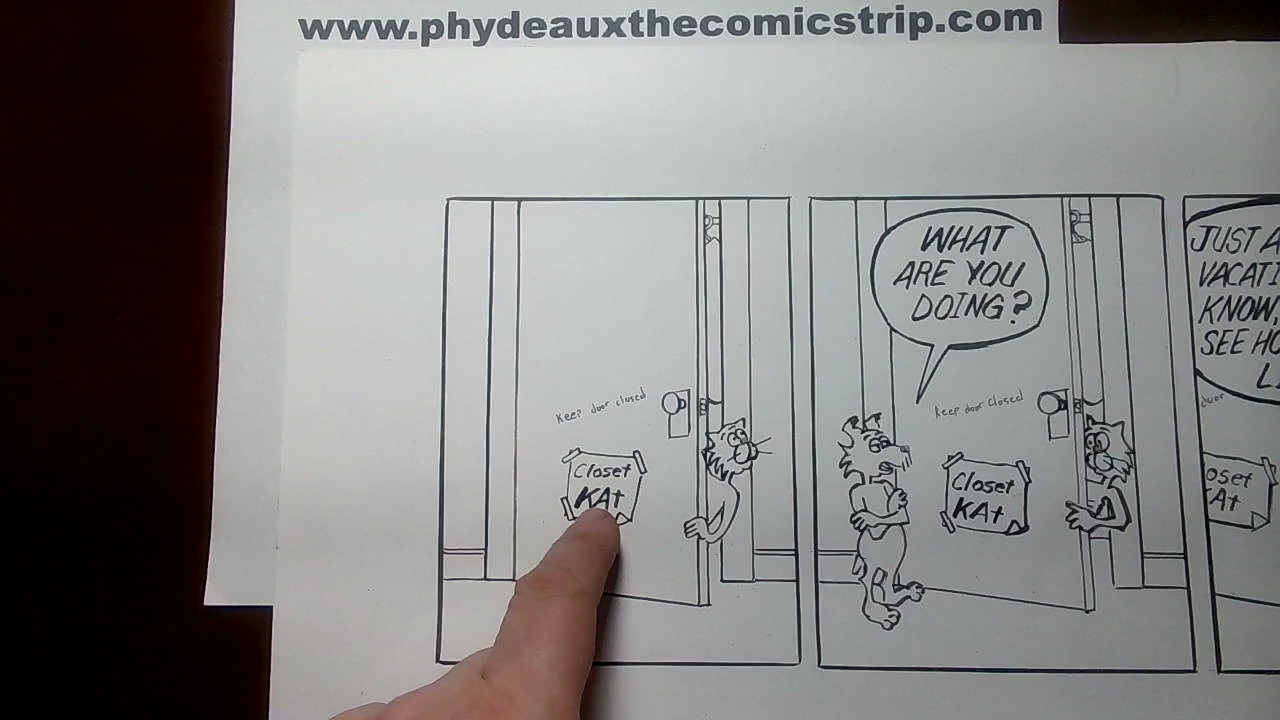 www.phydeauxthecomicstrip.com
Keep door closed
Closet
KAt
WHAT
ARE YOU
DOING?
Keep door closed
Closet
KAt
JUST A
VACATI
KNOW,
SEE HO
L
door
oset
At